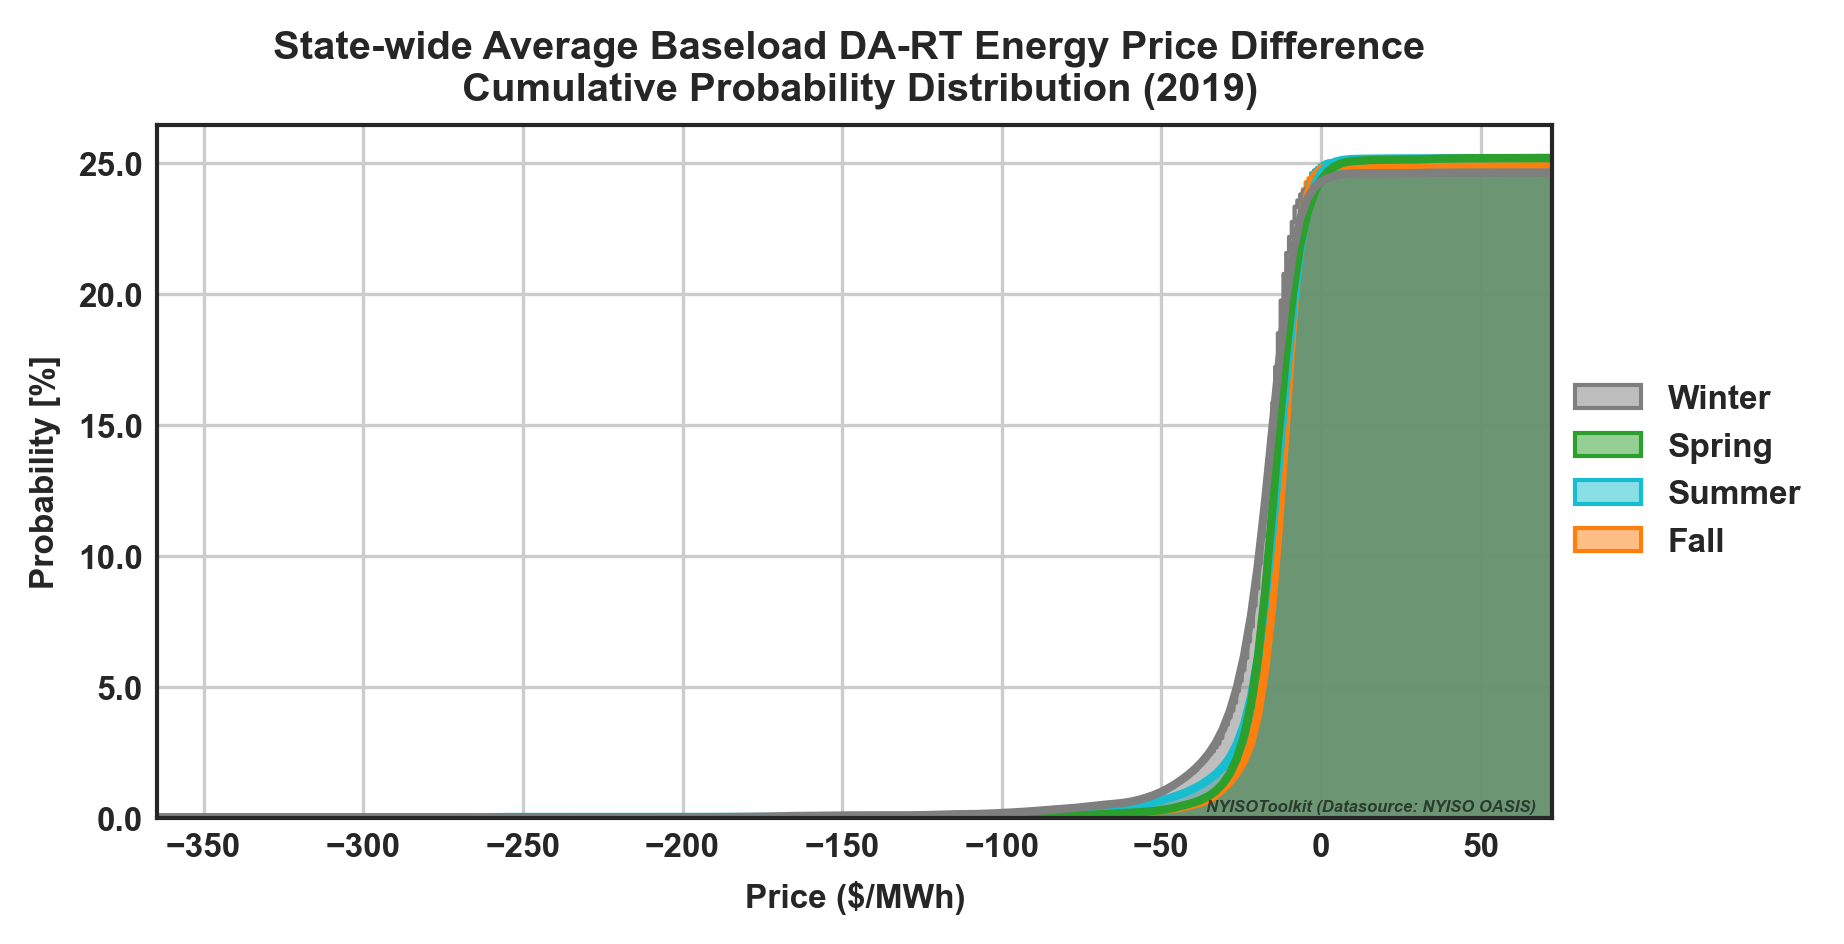 State-wide Average Baseload DA-RT Energy Price Difference
Cumulative Probability Distribution (2019)
Probability [%]
25.0
20.0
15.0
10.0
5.0
0.0
−350
−300
−250
−200
−150
−100
−50
0
50
Price ($/MWh)
Winter
Spring
Summer
Fall
NYISOToolkit (Datasource: NYISO OASIS)